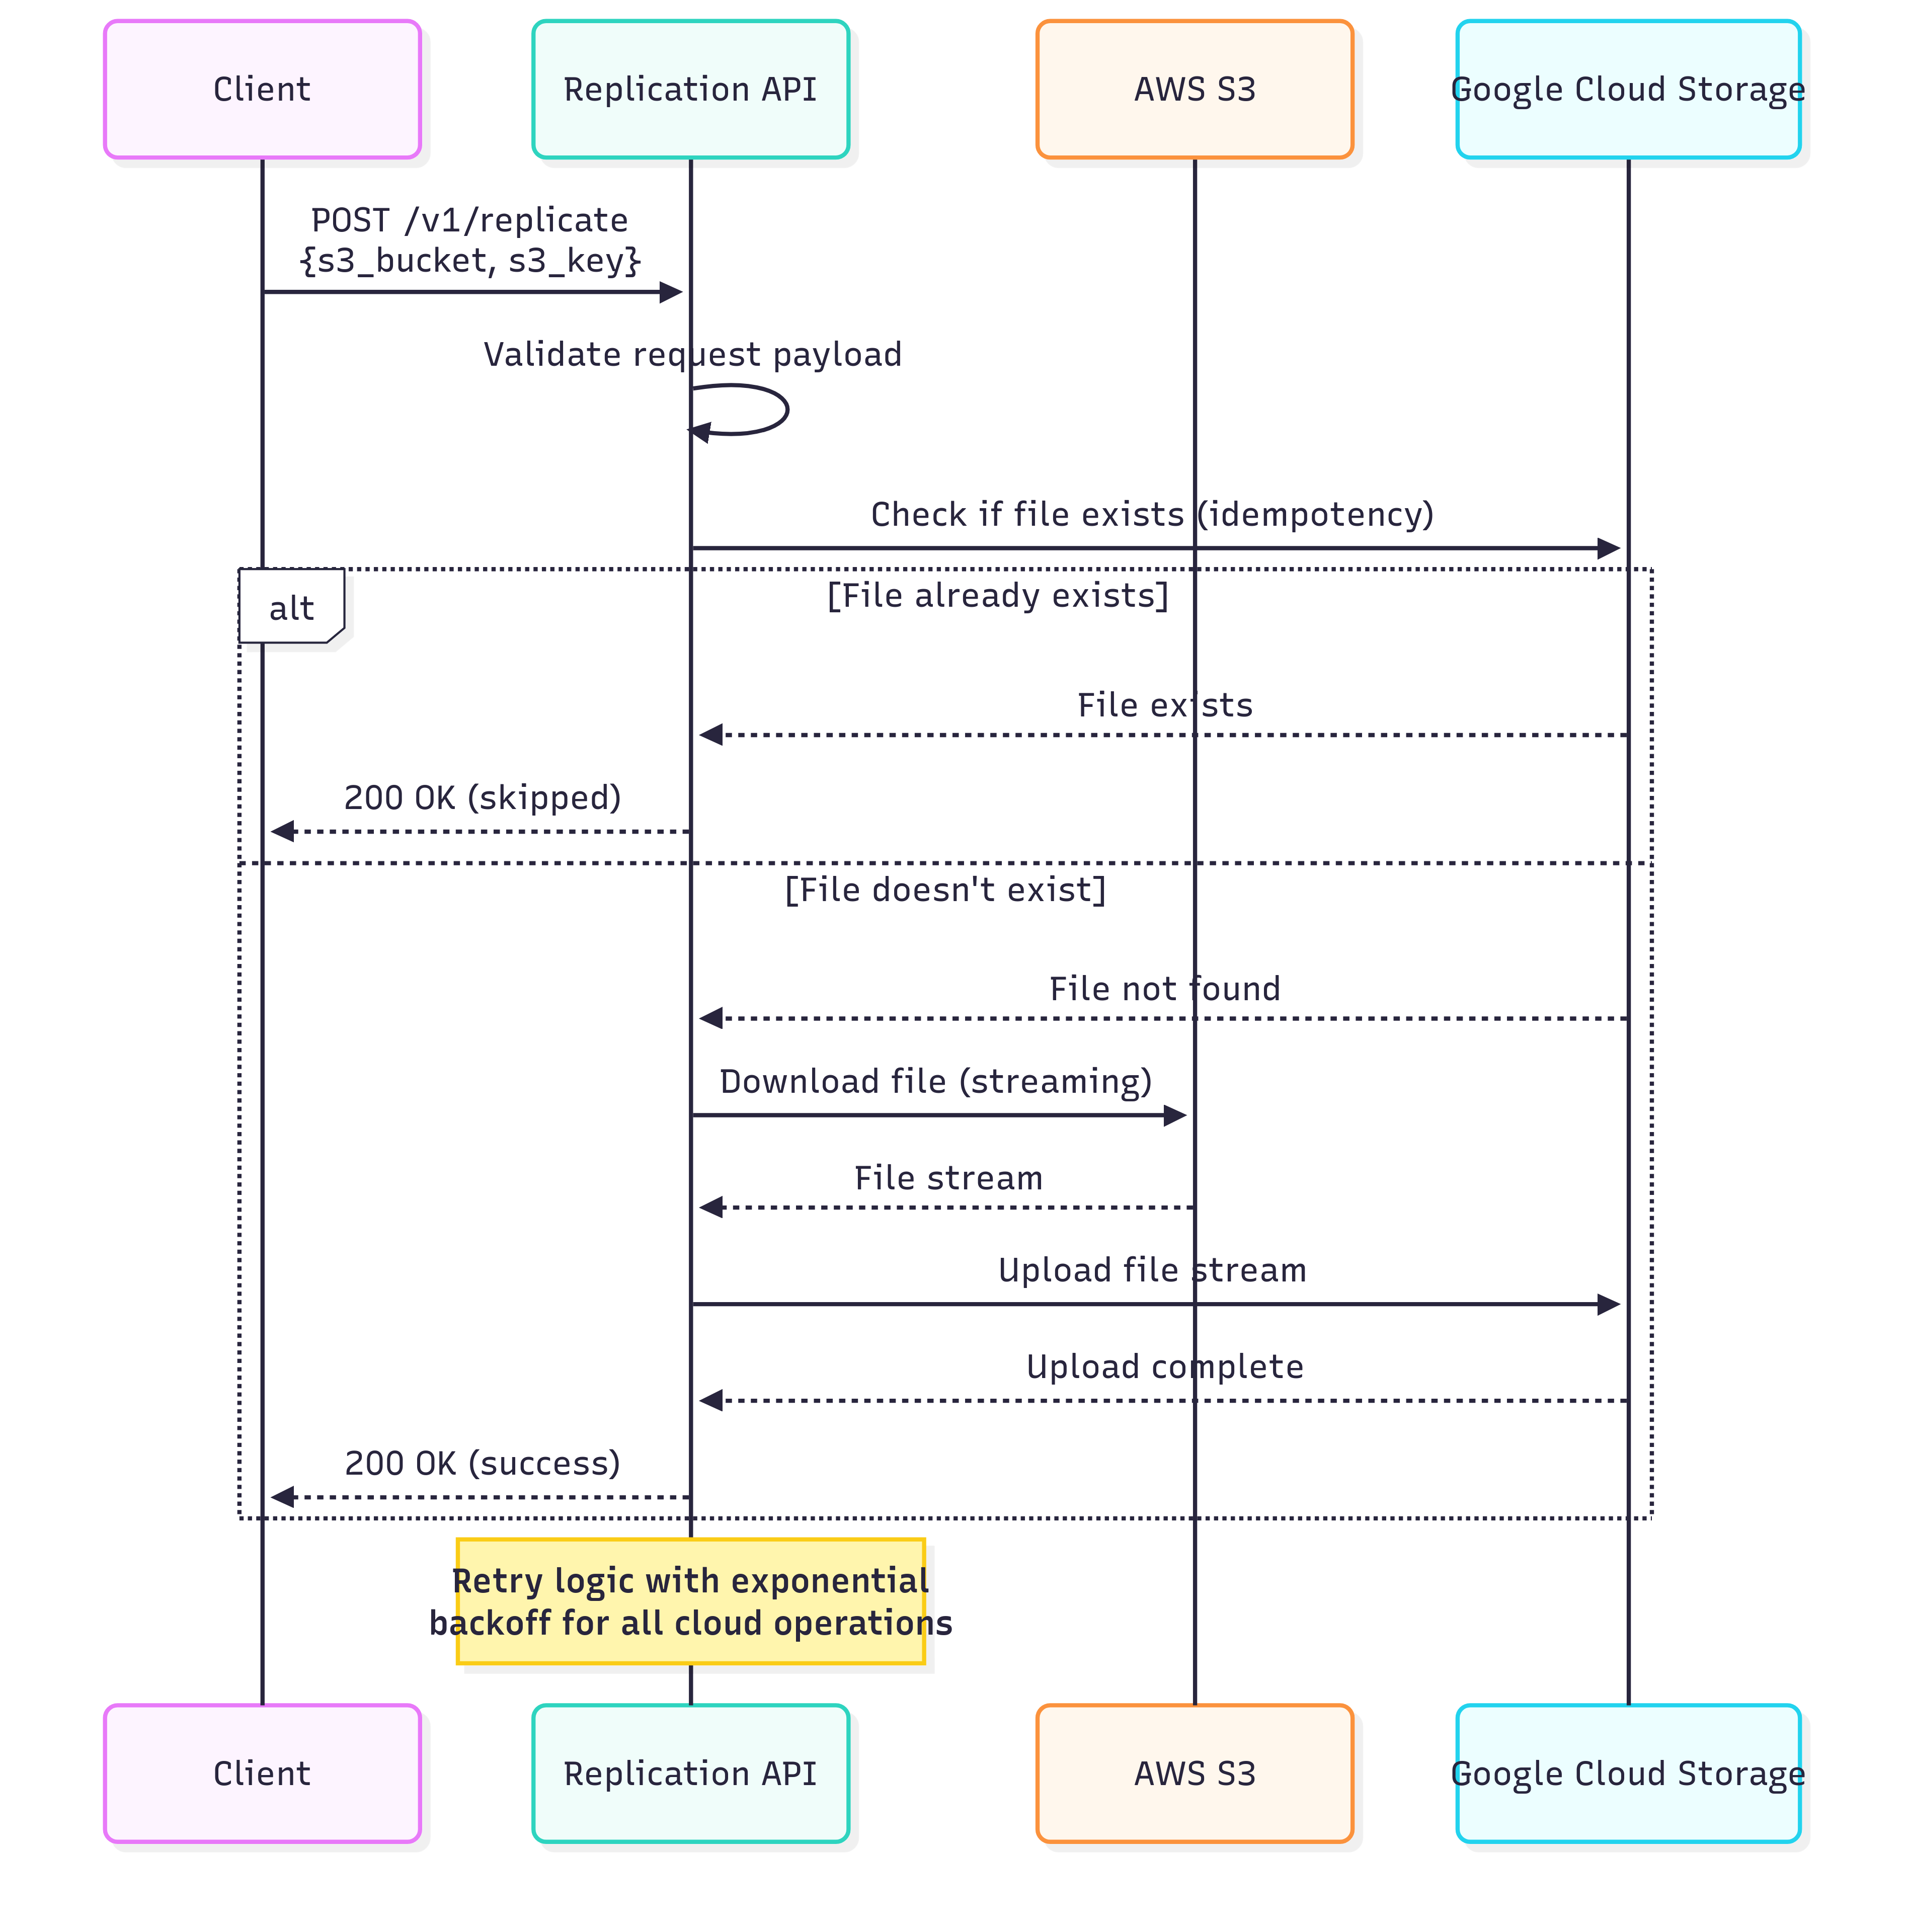 Client
Replication API
AWS S3
Google Cloud Storage
POST /v1/replicate
{s3_bucket, s3_key}
Validate request payload
Check if file exists (idempotency)
alt
[File already exists]
File exists
200 OK (skipped)
[File doesn't exist]
File not found
Download file (streaming)
File stream
Upload file stream
Upload complete
200 OK (success)
Retry logic with exponential
backoff for all cloud operations
Client
Replication API
AWS S3
Google Cloud Storage